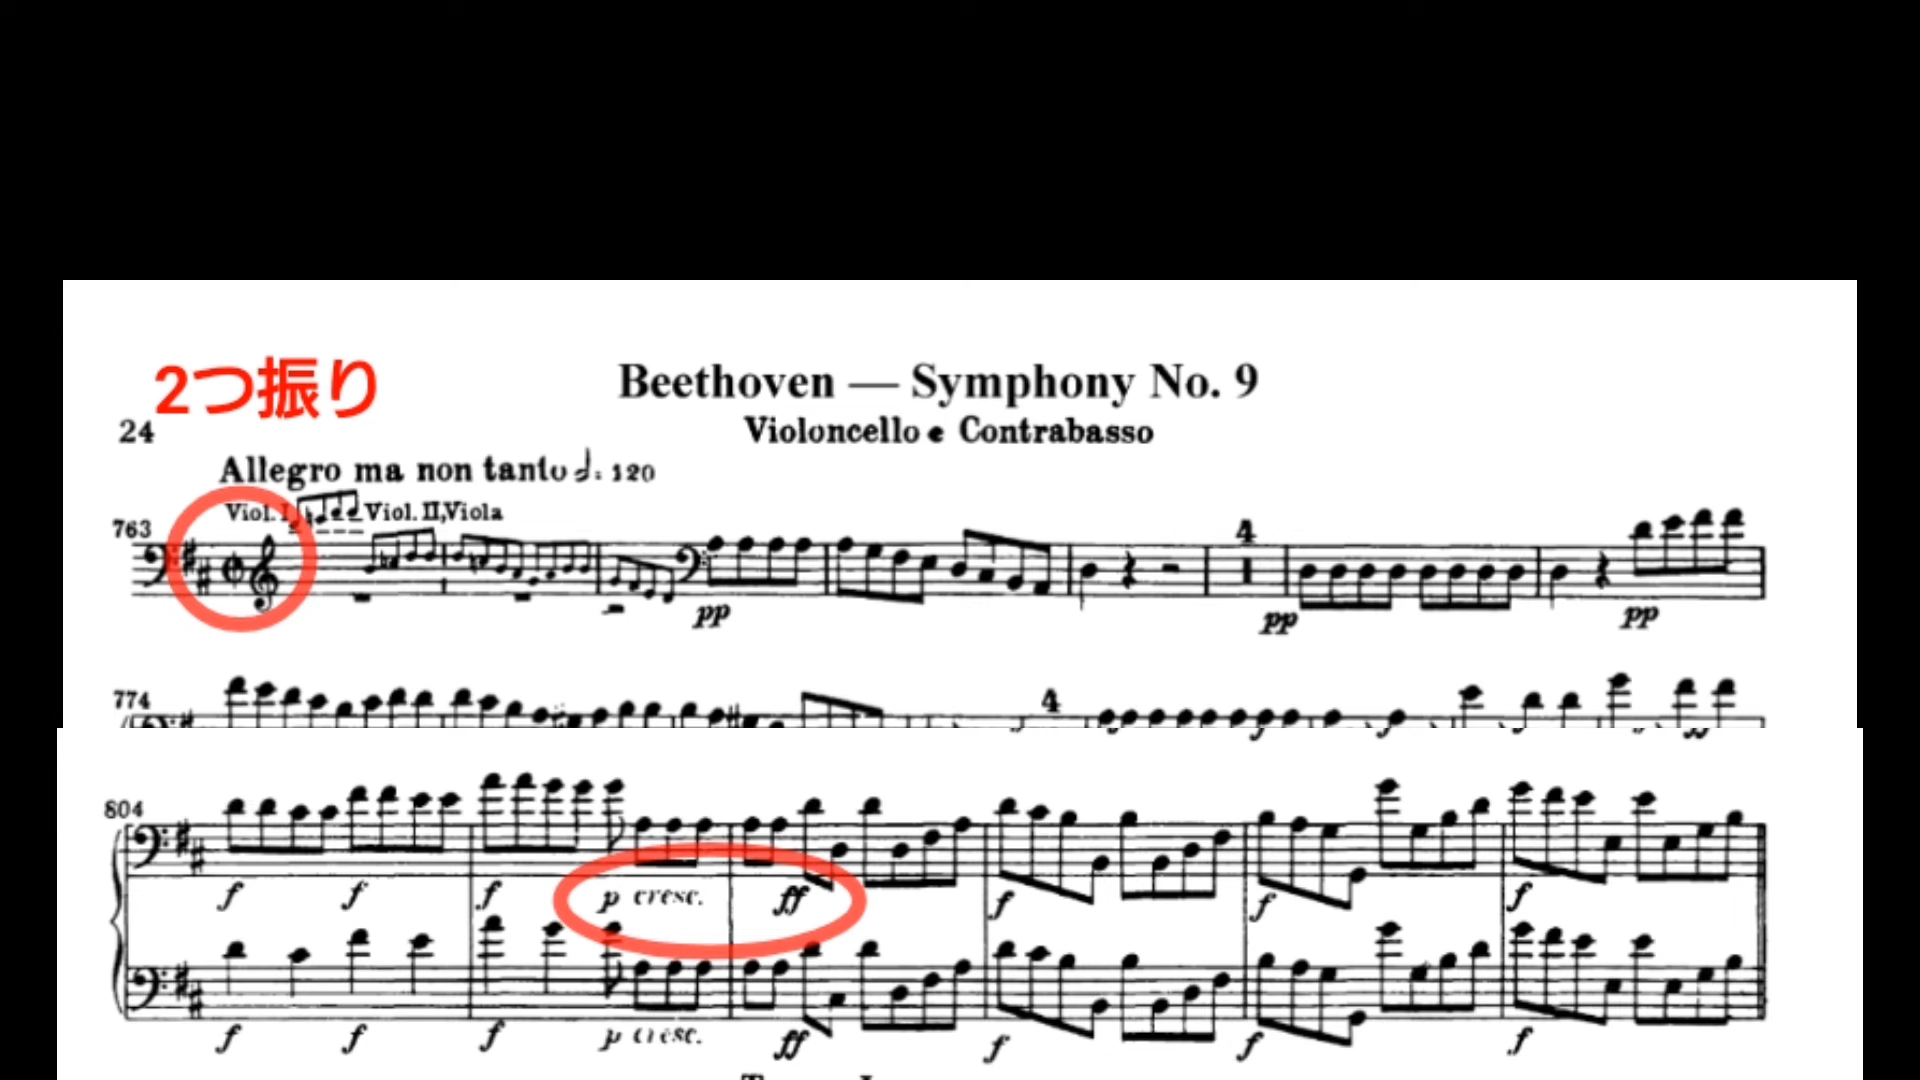 2つ振り
Beethoven — Symphony No. 9
24
Violoncello e Contrabasso
Allegro ma non tanto 𝅗𝅥. 120
Viol. I Viol. II, Viola
763
4
pp pp pp
774
4
804
f f f p cresc. ff f f f
f f f p cresc. ff f f f